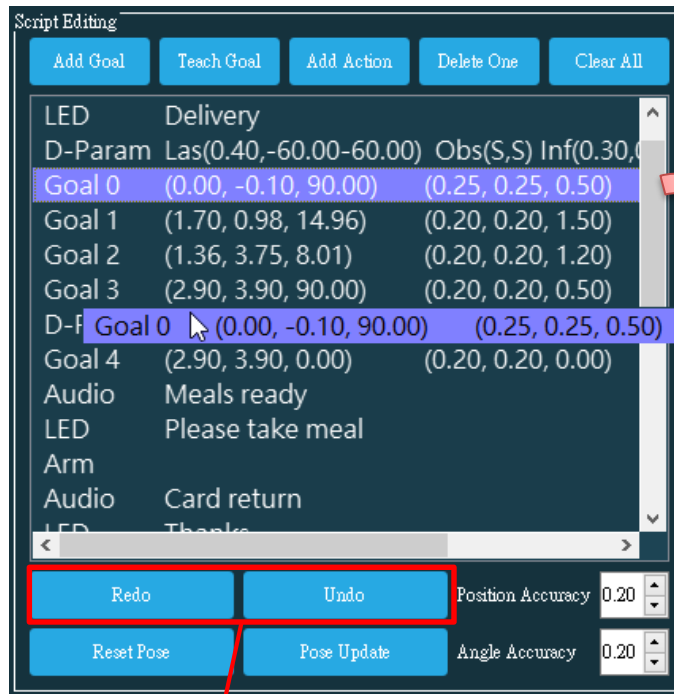 Script Editing
Add Goal Teach Goal Add Action Delete One Clear All
LED Delivery
D-Param Las(0.40,-60.00-60.00) Obs(S,S) Inf(0.30,
Goal 0 (0.00, -0.10, 90.00) (0.25, 0.25, 0.50)
Goal 1 (1.70, 0.98, 14.96) (0.20, 0.20, 1.50)
Goal 2 (1.36, 3.75, 8.01) (0.20, 0.20, 1.20)
Goal 3 (2.90, 3.90, 90.00) (0.20, 0.20, 0.50)
Goal 0 (0.00, -0.10, 90.00) (0.25, 0.25, 0.50)
Goal 4 (2.90, 3.90, 0.00) (0.20, 0.20, 0.00)
Audio Meals ready
LED Please take meal
Arm
Audio Card return
LED Thanks
Redo Undo Position Accuracy 0.20
Reset Pose Pose Update Angle Accuracy 0.20